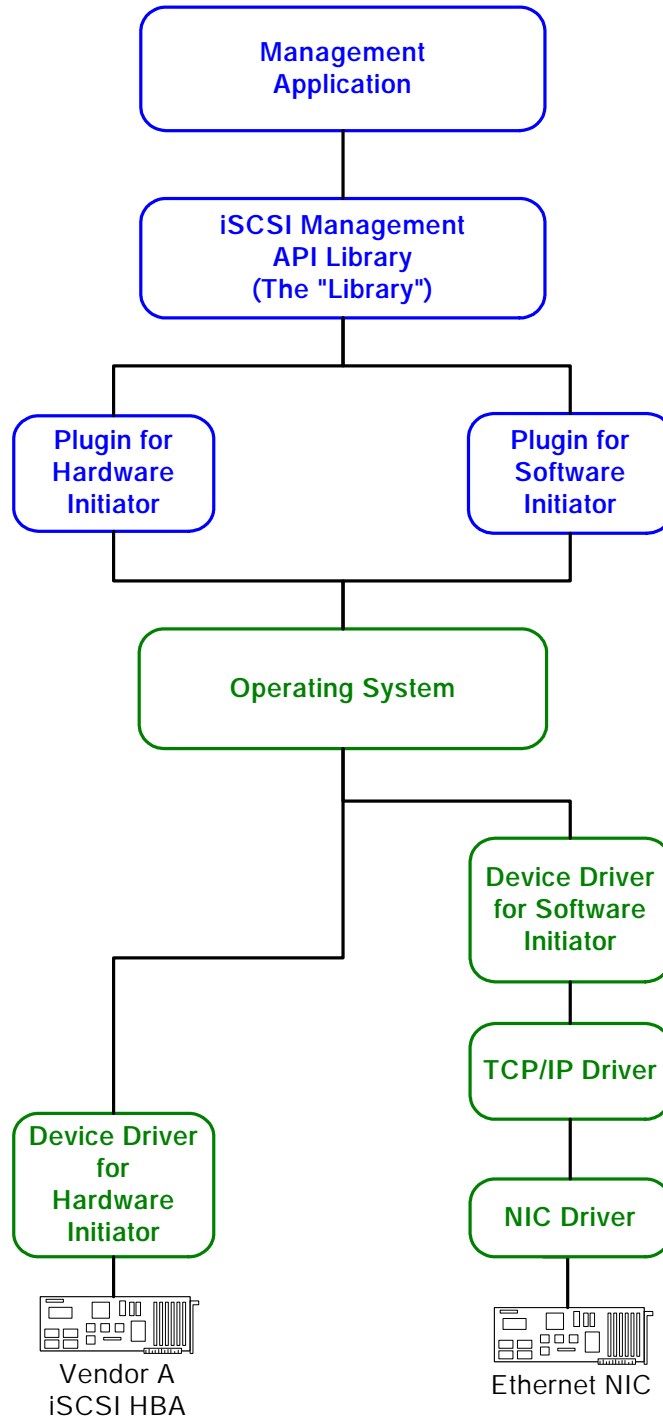 Management
Application
iSCSI Management
API Library
(The "Library")
Plugin for
Hardware
Initiator
Plugin for
Software
Initiator
Operating System
Device Driver
for Software
Initiator
TCP/IP Driver
Device Driver
for
Hardware
Initiator
NIC Driver
Vendor A
iSCSI HBA
Ethernet NIC